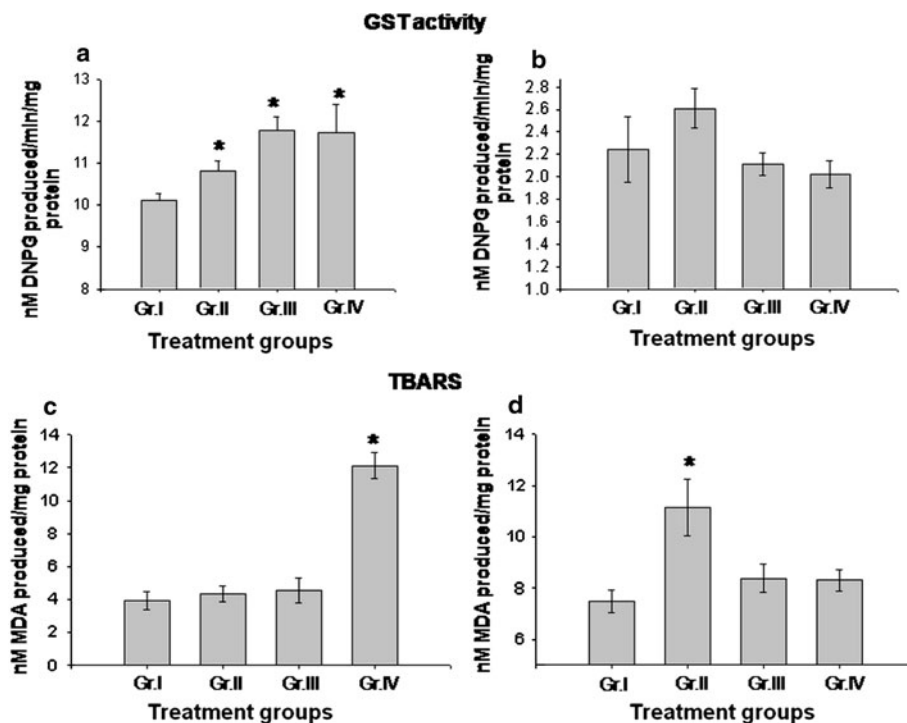 GST activity
a
nM DNPG produced/min/mg
protein
13
12
11
10
9
8
*
*
*
Gr.I Gr.II Gr.III Gr.IV
Treatment groups
b
nM DNPG produced/min/mg
protein
2.8
2.6
2.4
2.2
2.0
1.8
1.6
1.4
1.2
1.0
Gr.I Gr.II Gr.III Gr.IV
Treatment groups
TBARS
c
nM MDA produced/mg protein
14
12
10
8
6
4
2
0
*
Gr.I Gr.II Gr.III Gr.IV
Treatment groups
d
nM MDA produced/mg protein
14
12
10
8
6
*
Gr.I Gr.II Gr.III Gr.IV
Treatment groups